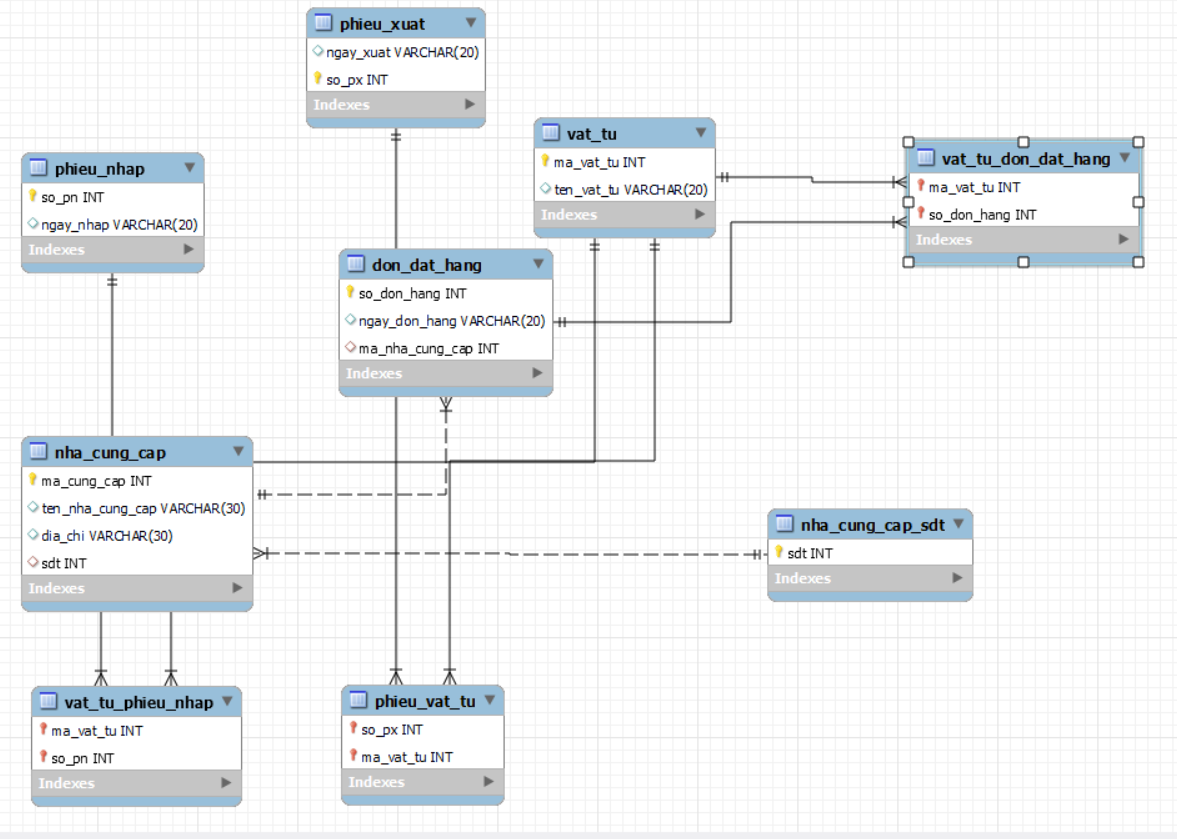 phieu_xuat
ngay_xuat VARCHAR(20)
so_px INT
Indexes
phieu_nhap
so_pn INT
ngay_nhap VARCHAR(20)
Indexes
vat_tu
ma_vat_tu INT
ten_vat_tu VARCHAR(20)
Indexes
vat_tu_don_dat_hang
ma_vat_tu INT
so_don_hang INT
Indexes
don_dat_hang
so_don_hang INT
ngay_don_hang VARCHAR(20)
ma_nha_cung_cap INT
Indexes
nha_cung_cap
ma_cung_cap INT
ten_nha_cung_cap VARCHAR(30)
dia_chi VARCHAR(30)
sdt INT
Indexes
nha_cung_cap_sdt
sdt INT
Indexes
vat_tu_phieu_nhap
ma_vat_tu INT
so_pn INT
Indexes
phieu_vat_tu
so_px INT
ma_vat_tu INT
Indexes